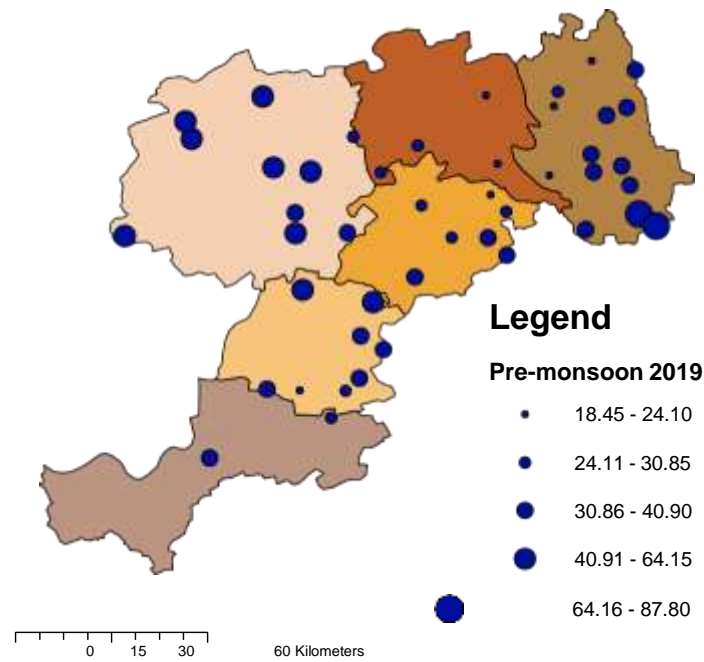 Legend
Pre-monsoon 2019
18.45 - 24.10
24.11 - 30.85
30.86 - 40.90
40.91 - 64.15
64.16 - 87.80
0 15 30 60 Kilometers